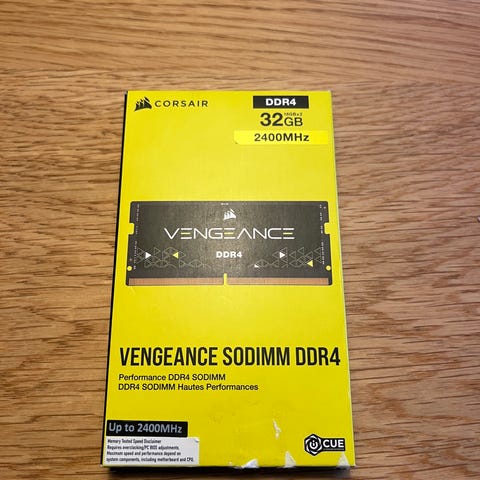 CORSAIR
DDR4
32GB
16GBx2
2400MHz
VENGEANCE
DDR4
VENGEANCE SODIMM DDR4
Performance DDR4 SODIMM
DDR4 SODIMM Hautes Performances
Up to 2400MHz
Memory Tested Speed Disclaimer
Requires overclocking/PC BIOS adjustments.
Maximum speed and performance depend on
system components, including motherboard and CPU.
CUE